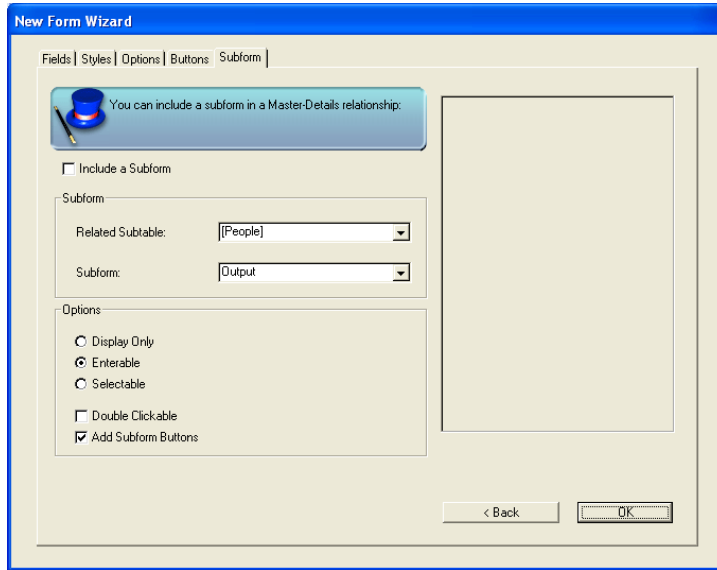 New Form Wizard
Fields Styles Options Buttons Subform
You can include a subform in a Master-Details relationship:
Include a Subform
Subform
Related Subtable: [People]
Subform: Output
Options
Display Only
Enterable
Selectable
Double Clickable
Add Subform Buttons
< Back OK